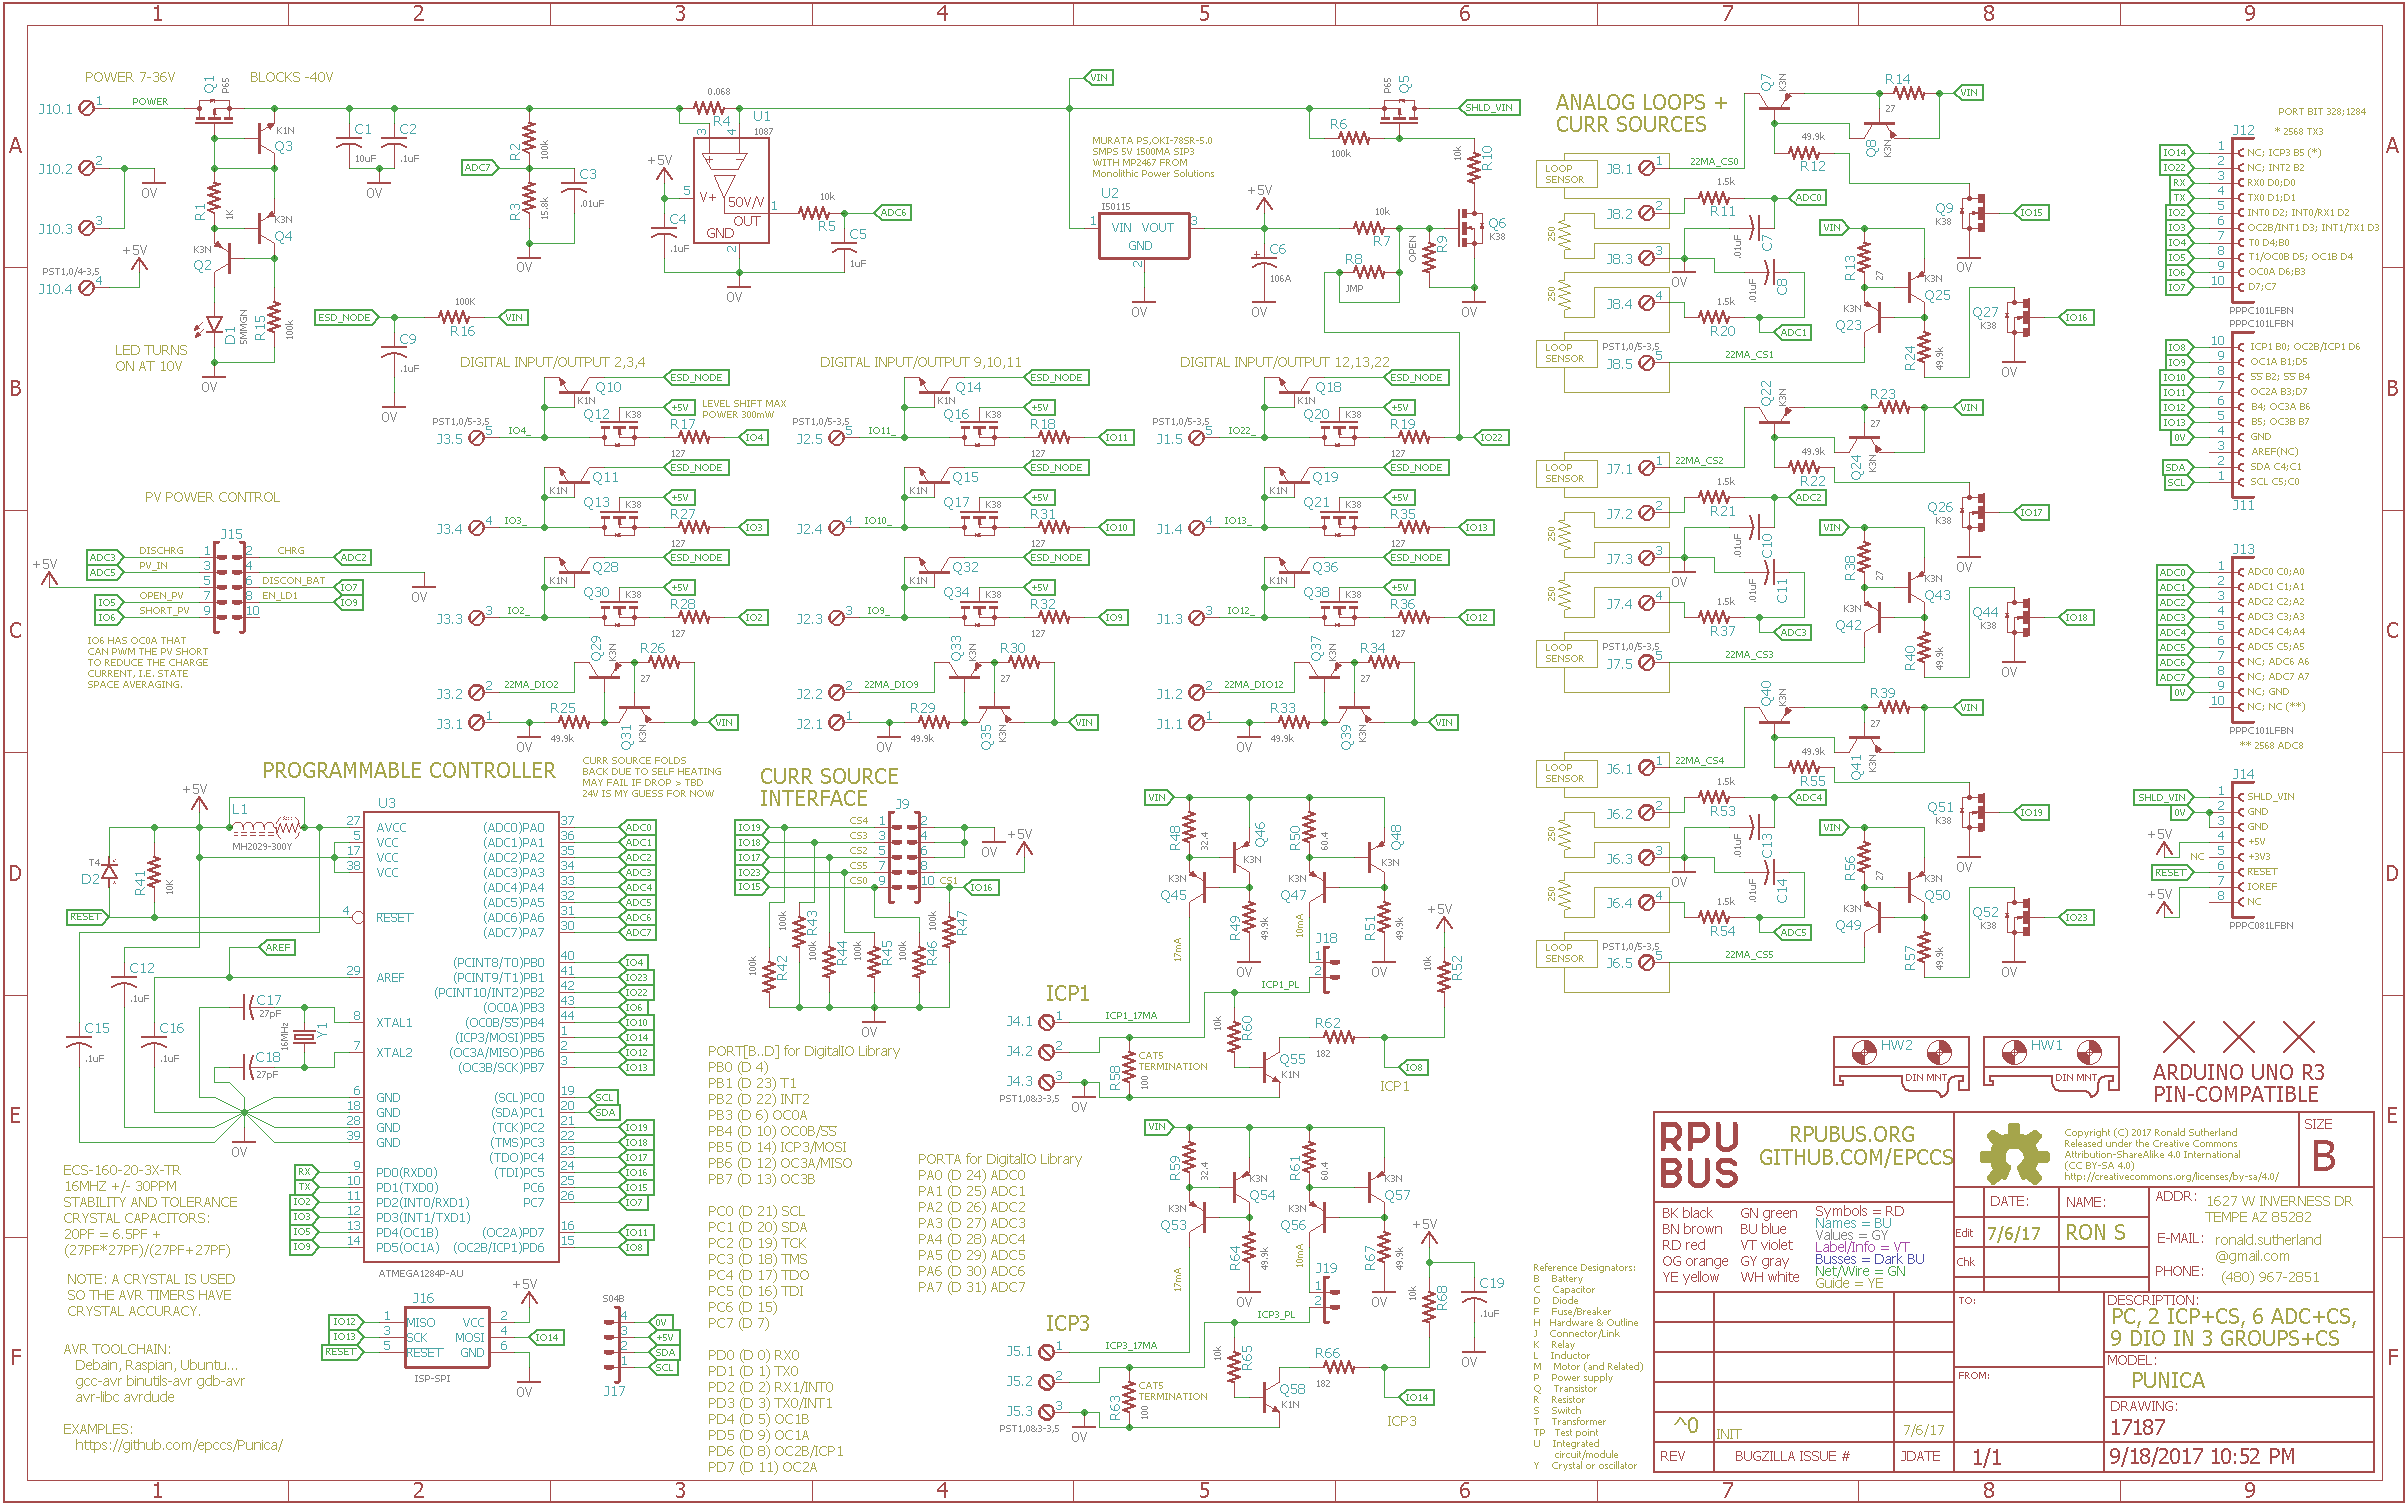 1 2 3 4 5 6 7 8 9
A
B
C
D
E
F
POWER 7-36V
BLOCKS -40V
J10.1
1
POWER
Q1
P65
K1N
Q3
J10.2
2
0V
J10.3
3
+5V
PST1,0/4-3,5
J10.4
4
R1
1K
K3N
Q4
K3N
Q2
D1
5MMGN
R15
100k
LED TURNS
ON AT 10V
0V
C1
10uF
C2
.1uF
0V
ESD_NODE
100K
R16
VIN
C9
.1uF
0V
ADC7
R2
100k
R3
15.8k
C3
.01uF
0V
0.068
R4
U1
1087
+5V
3
4
5
V+
50V/V
OUT
1
GND
2
C4
.1uF
10k
R5
ADC6
C5
1uF
0V
VIN
MURATA PS,OKI-78SR-5.0
SMPS 5V 1500MA SIP3
WITH MP2467 FROM
Monolithic Power Solutions
U2
I50115
1
VIN VOUT
3
GND
2
0V
+5V
C6
106A
0V
P65
Q5
SHLD_VIN
R6
100k
10k
R10
10k
R7
R8
JMP
OPEN
R9
Q6
K38
0V
DIGITAL INPUT/OUTPUT 2,3,4
Q10
K1N
ESD_NODE
Q12
K38
+5V
LEVEL SHIFT MAX
POWER 300mW
PST1,0/5-3,5
J3.5
5
IO4_
R17
127
IO4
Q11
K1N
ESD_NODE
Q13
K38
+5V
J3.4
4
IO3_
R27
127
IO3
Q28
K1N
ESD_NODE
Q30
K38
+5V
J3.3
3
IO2_
R28
127
IO2
Q29
K3N
R26
27
J3.2
2
22MA_DIO2
J3.1
1
R25
49.9k
0V
Q31
K3N
VIN
DIGITAL INPUT/OUTPUT 9,10,11
Q14
K1N
ESD_NODE
Q16
K38
+5V
PST1,0/5-3,5
J2.5
5
IO11_
R18
127
IO11
Q15
K1N
ESD_NODE
Q17
K38
+5V
J2.4
4
IO10_
R31
127
IO10
Q32
K1N
ESD_NODE
Q34
K38
+5V
J2.3
3
IO9_
R32
127
IO9
Q33
K3N
R30
27
J2.2
2
22MA_DIO9
J2.1
1
R29
49.9k
0V
Q35
K3N
VIN
DIGITAL INPUT/OUTPUT 12,13,22
Q18
K1N
ESD_NODE
Q20
K38
+5V
PST1,0/5-3,5
J1.5
5
IO22_
R19
127
IO22
Q19
K1N
ESD_NODE
Q21
K38
+5V
J1.4
4
IO13_
R35
127
IO13
Q36
K1N
ESD_NODE
Q38
K38
+5V
J1.3
3
IO12_
R36
127
IO12
Q37
K3N
R34
27
J1.2
2
22MA_DIO12
J1.1
1
R33
49.9k
0V
Q39
K3N
VIN
PV POWER CONTROL
J15
+5V
ADC3
DISCHRG
1 2
CHRG
ADC2
ADC5
PV_IN
3 4
0V
5 6
DISCON_BAT
IO7
IO5
OPEN_PV
7 8
EN_LD1
IO9
IO6
SHORT_PV
9 10
IO6 HAS OC0A THAT
CAN PWM THE PV SHORT
TO REDUCE THE CHARGE
CURRENT, I.E. STATE
SPACE AVERAGING.
ANALOG LOOPS +
CURR SOURCES
LOOP
SENSOR
J8.1
1
22MA_CS0
Q7
K3N
R14
27
VIN
49.9k
R12
Q8
K3N
J8.2
2
1.5k
R11
ADC0
250
.01uF
C7
Q9
K38
IO15
0V
J8.3
3
0V
.01uF
C8
VIN
R13
27
K3N
Q25
250
J8.4
4
1.5k
R20
ADC1
K3N
Q23
Q27
K38
IO16
LOOP
SENSOR
PST1,0/5-3,5
J8.5
5
22MA_CS1
R24
49.9k
0V
LOOP
SENSOR
J7.1
1
22MA_CS2
Q22
K3N
R23
27
VIN
49.9k
R22
Q24
K3N
J7.2
2
1.5k
R21
ADC2
250
.01uF
C10
Q26
K38
IO17
0V
J7.3
3
0V
.01uF
C11
VIN
R38
27
K3N
Q43
250
J7.4
4
1.5k
R37
ADC3
K3N
Q42
Q44
K38
IO18
LOOP
SENSOR
PST1,0/5-3,5
J7.5
5
22MA_CS3
R40
49.9k
0V
LOOP
SENSOR
J6.1
1
22MA_CS4
Q40
K3N
R39
27
VIN
49.9k
R55
Q41
K3N
J6.2
2
1.5k
R53
ADC4
250
.01uF
C13
Q51
K38
IO19
0V
J6.3
3
0V
.01uF
C14
VIN
R56
27
K3N
Q50
250
J6.4
4
1.5k
R54
ADC5
K3N
Q49
Q52
K38
IO23
LOOP
SENSOR
PST1,0/5-3,5
J6.5
5
22MA_CS5
R57
49.9k
0V
PORT BIT 328;1284
J12
* 2568 TX3
IO14 1 NC; ICP3 B5 (*)
IO22 2 NC; INT2 B2
RX 3 RX0 D0;D0
TX 4 TX0 D1;D1
IO2 5 INT0 D2; INT0/RX1 D2
IO3 6 OC2B/INT1 D3; INT1/TX1 D3
IO4 7 T0 D4;B0
IO5 8 T1/OC0B D5; OC1B D4
IO6 9 OC0A D6;B3
IO7 10 D7;C7
PPPC101LFBN
PPPC101LFBN
IO8 10 ICP1 B0; OC2B/ICP1 D6
IO9 9 OC1A B1;D5
IO10 8 SS B2; SS B4
IO11 7 OC2A B3;D7
IO12 6 B4; OC3A B6
IO13 5 B5; OC3B B7
0V 4 GND
3 AREF(NC)
SDA 2 SDA C4;C1
SCL 1 SCL C5;C0
J11
J13
ADC0 1 ADC0 C0;A0
ADC1 2 ADC1 C1;A1
ADC2 3 ADC2 C2;A2
ADC3 4 ADC3 C3;A3
ADC4 5 ADC4 C4;A4
ADC5 6 ADC5 C5;A5
ADC6 7 NC; ADC6 A6
ADC7 8 NC; ADC7 A7
0V 9 NC; GND
10 NC; NC (**)
PPPC101LFBN
** 2568 ADC8
J14
SHLD_VIN 1 SHLD_VIN
0V 2 GND
3 GND
+5V 4 +5V
NC 5 +3V3
RESET 6 RESET
+5V 7 IOREF
8 NC
PPPC081LFBN
PROGRAMMABLE CONTROLLER
CURR SOURCE FOLDS
BACK DUE TO SELF HEATING
MAY FAIL IF DROP > TBD
24V IS MY GUESS FOR NOW
+5V
L1
MH2029-300Y
T4
D2
R41
10K
RESET
AREF
C12
.1uF
C15
.1uF
C16
.1uF
C17
27pF
C18
27pF
16MHz
Y1
0V
U3
27 AVCC (ADC0)PA0 37 ADC0
5 VCC (ADC1)PA1 36 ADC1
17 VCC (ADC2)PA2 35 ADC2
38 VCC (ADC3)PA3 34 ADC3
(ADC4)PA4 33 ADC4
(ADC5)PA5 32 ADC5
4 RESET (ADC6)PA6 31 ADC6
(ADC7)PA7 30 ADC7
(PCINT8/T0)PB0 40 IO4
29 AREF (PCINT9/T1)PB1 41 IO23
(PCINT10/INT2)PB2 42 IO22
(OC0A)PB3 43 IO6
8 XTAL1 (OC0B/SS)PB4 44 IO10
(ICP3/MOSI)PB5 1 IO14
7 XTAL2 (OC3A/MISO)PB6 2 IO12
(OC3B/SCK)PB7 3 IO13
6 GND (SCL)PC0 19 SCL
18 GND (SDA)PC1 20 SDA
28 GND (TCK)PC2 21 IO19
39 GND (TMS)PC3 22 IO18
(TDO)PC4 23 IO17
RX 9 PD0(RXD0) (TDI)PC5 24 IO16
TX 10 PD1(TXD0) PC6 25 IO15
IO2 11 PD2(INT0/RXD1) PC7 26 IO7
IO3 12 PD3(INT1/TXD1)
IO5 13 PD4(OC1B) (OC2A)PD7 16 IO11
IO9 14 PD5(OC1A) (OC2B/ICP1)PD6 15 IO8
ATMEGA1284P-AU
ECS-160-20-3X-TR
16MHZ +/- 30PPM
STABILITY AND TOLERANCE
CRYSTAL CAPACITORS:
20PF = 6.5PF +
(27PF*27PF)/(27PF+27PF)
NOTE: A CRYSTAL IS USED
SO THE AVR TIMERS HAVE
CRYSTAL ACCURACY.
AVR TOOLCHAIN:
Debain, Raspian, Ubuntu...
gcc-avr binutils-avr gdb-avr
avr-libc avrdude
EXAMPLES:
https://github.com/epccs/Punica/
J16
+5V
IO12 1 MISO VCC 2
IO13 3 SCK MOSI 4 IO14
RESET 5 RESET GND 6
ISP-SPI
0V
S04B
4 0V
3 +5V
2 SDA
1 SCL
J17
CURR SOURCE
INTERFACE
J9
IO19 CS4 1 2
IO18 CS3 3 4
IO17 CS2 5 6
IO23 CS5 7 8
IO15 CS0 9 10 CS1 IO16
0V
+5V
100k
R42
100k
R43
100k
R44
100k
R45
100k
R46
100k
R47
0V
PORT[B..D] for DigitalIO Library
PB0 (D 4)
PB1 (D 23) T1
PB2 (D 22) INT2
PB3 (D 6) OC0A
PB4 (D 10) OC0B/SS
PB5 (D 14) ICP3/MOSI
PB6 (D 12) OC3A/MISO
PB7 (D 13) OC3B
PC0 (D 21) SCL
PC1 (D 20) SDA
PC2 (D 19) TCK
PC3 (D 18) TMS
PC4 (D 17) TDO
PC5 (D 16) TDI
PC6 (D 15)
PC7 (D 7)
PD0 (D 0) RX0
PD1 (D 1) TX0
PD2 (D 2) RX1/INT0
PD3 (D 3) TX0/INT1
PD4 (D 5) OC1B
PD5 (D 9) OC1A
PD6 (D 8) OC2B/ICP1
PD7 (D 11) OC2A
PORTA for DigitalIO Library
PA0 (D 24) ADC0
PA1 (D 25) ADC1
PA2 (D 26) ADC2
PA3 (D 27) ADC3
PA4 (D 28) ADC4
PA5 (D 29) ADC5
PA6 (D 30) ADC6
PA7 (D 31) ADC7
VIN
R48
32.4
Q46
K3N
R50
60.4
Q48
K3N
K3N
Q45
K3N
Q47
R49
49.9k
R51
49.9k
17mA
10mA
0V
0V
J18
1
2
ICP1_PL
+5V
10k
R52
ICP1
J4.1
1
ICP1_17MA
J4.2
2
J4.3
3
PST1,08&3-3,5
R58
100
CAT5
TERMINATION
0V
10k
R60
R62
182
Q55
K1N
IO8
ICP1
VIN
R59
32.4
Q54
K3N
R61
60.4
Q57
K3N
K3N
Q53
K3N
Q56
R64
49.9k
R67
49.9k
17mA
10mA
0V
0V
J19
1
2
ICP3_PL
+5V
10k
R68
C19
.1uF
0V
ICP3
J5.1
1
ICP3_17MA
J5.2
2
J5.3
3
PST1,08&3-3,5
R63
100
CAT5
TERMINATION
0V
10k
R65
R66
182
Q58
K1N
IO14
ICP3
Reference Designators:
B Battery
C Capacitor
D Diode
F Fuse/Breaker
H Hardware & Outline
J Connector/Link
K Relay
L Inductor
M Motor (and Related)
P Power supply
Q Transistor
R Resistor
S Switch
T Transformer
TP Test point
U Integrated
circuit/module
Y Crystal or oscillator
HW2
DIN MNT
HW1
DIN MNT
ARDUINO UNO R3
PIN-COMPATIBLE
RPU
BUS
RPUBUS.ORG
GITHUB.COM/EPCCS
Copyright (C) 2017 Ronald Sutherland
Released under the Creative Commons
Attribution-ShareAlike 4.0 International
(CC BY-SA 4.0)
http://creativecommons.org/licenses/by-sa/4.0/
SIZE
B
BK black GN green Symbols = RD
BN brown BU blue Names = BU
RD red VT violet Values = GY
OG orange GY gray Label/Info = VT
YE yellow WH white Busses = Dark BU
Net/Wire = GN
Guide = YE
DATE: NAME:
Edit 7/6/17 RON S
Chk
ADDR: 1627 W INVERNESS DR
TEMPE AZ 85282
E-MAIL: ronald.sutherland
@gmail.com
PHONE: (480) 967-2851
TO:
FROM:
DESCRIPTION:
PC, 2 ICP+CS, 6 ADC+CS,
9 DIO IN 3 GROUPS+CS
MODEL:
PUNICA
DRAWING:
17187
^0 INIT 7/6/17
REV BUGZILLA ISSUE # JDATE
1/1
9/18/2017 10:52 PM
A
B
C
D
E
F
1 2 3 4 5 6 7 8 9